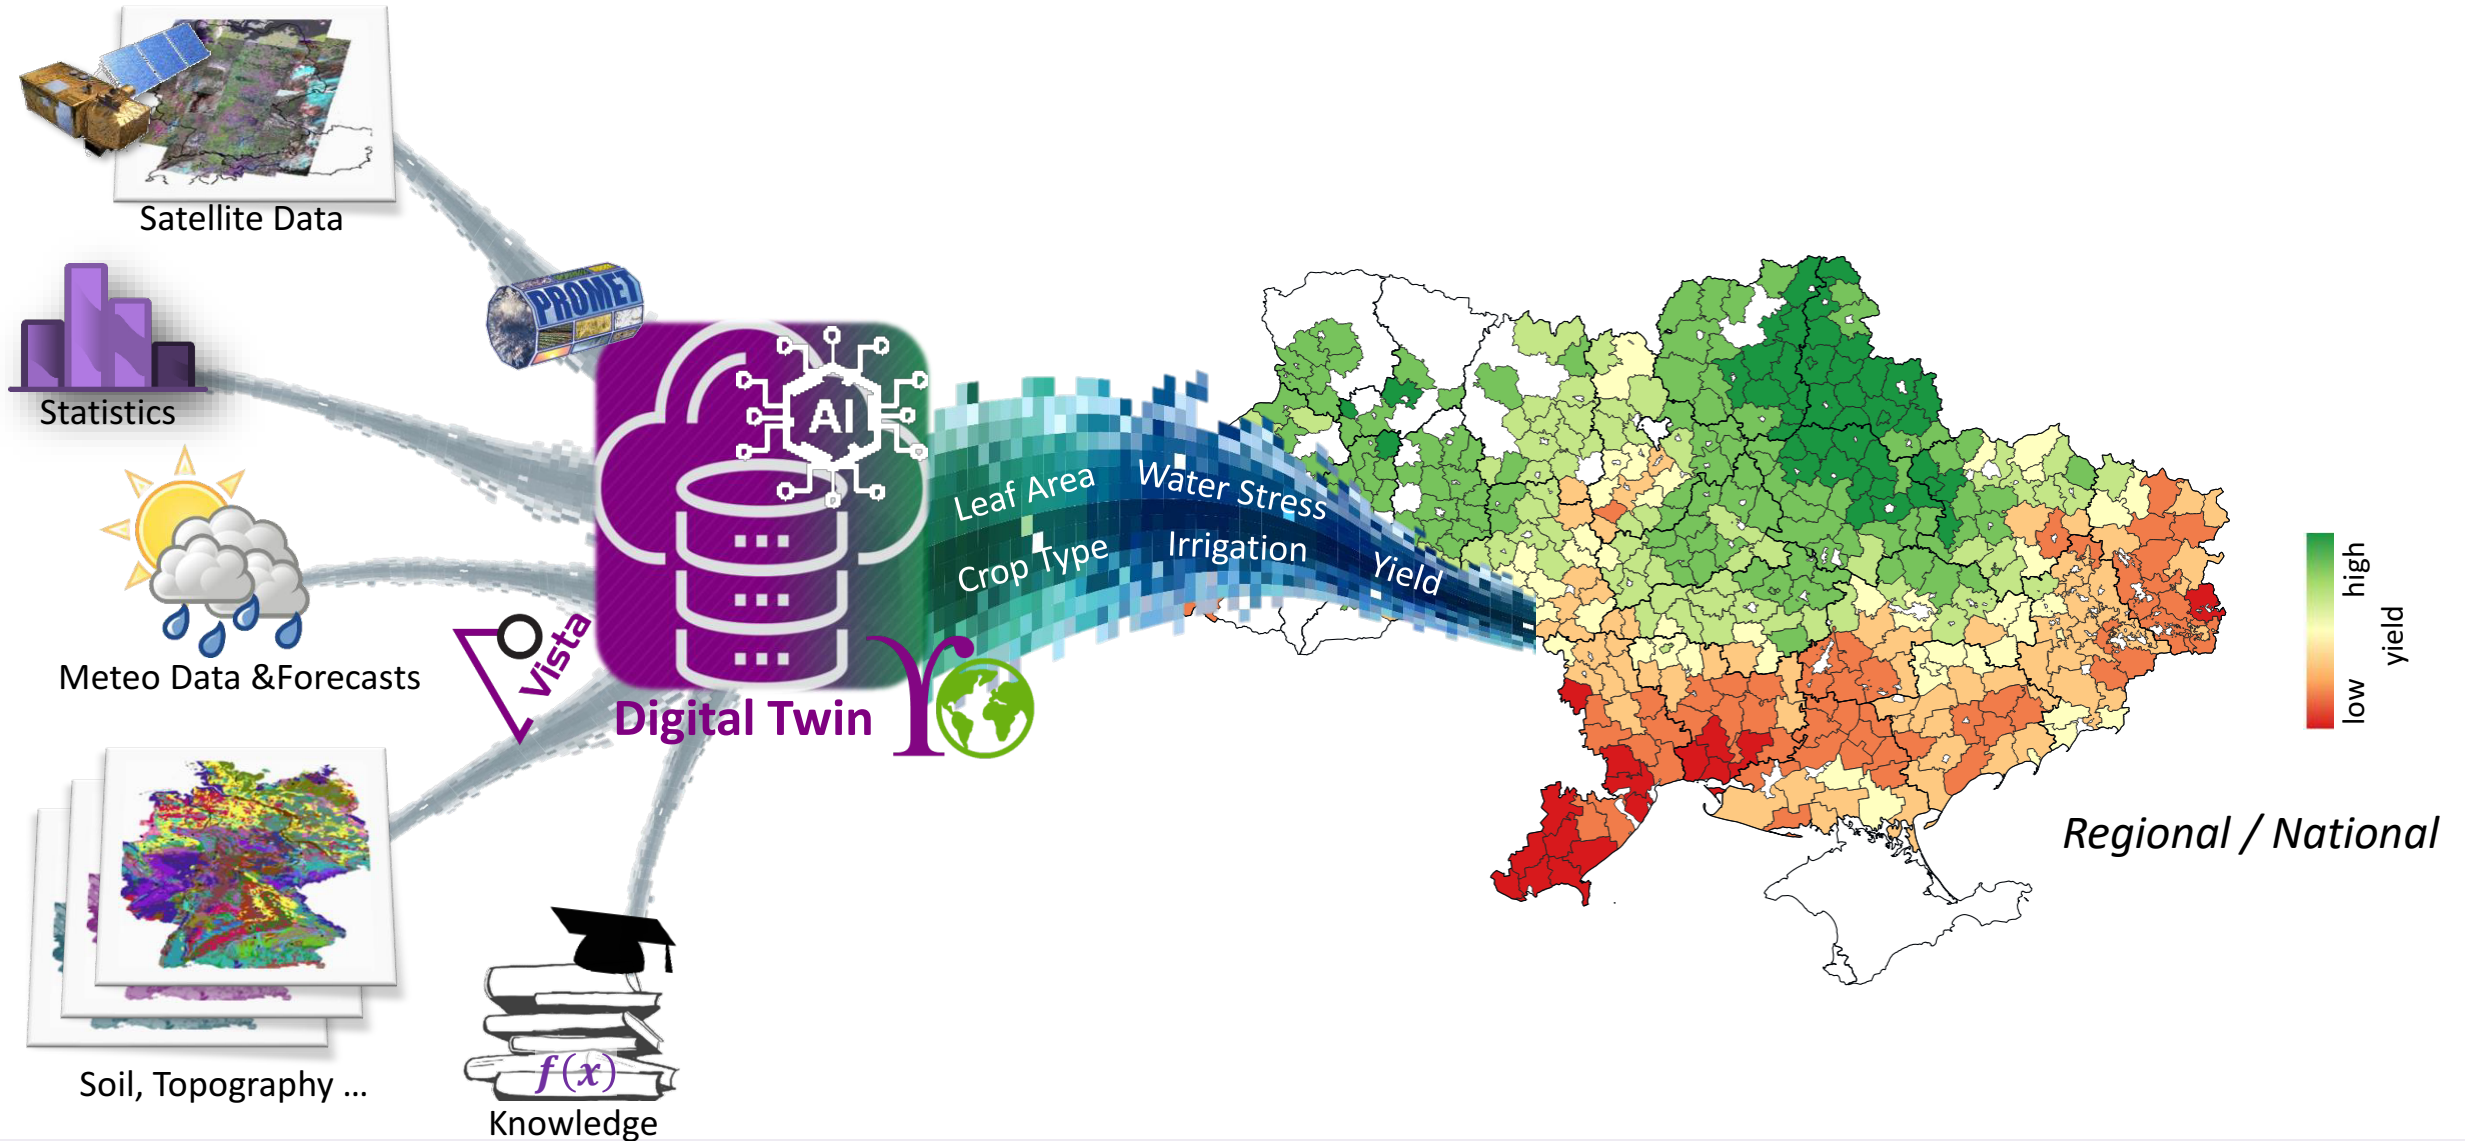 Satellite Data
Statistics
Meteo Data &Forecasts
Soil, Topography ...
f(x)
Knowledge
PROMET
AI
Vista
Digital Twin
Leaf Area
Water Stress
Crop Type
Irrigation
Yield
high
low
yield
Regional / National